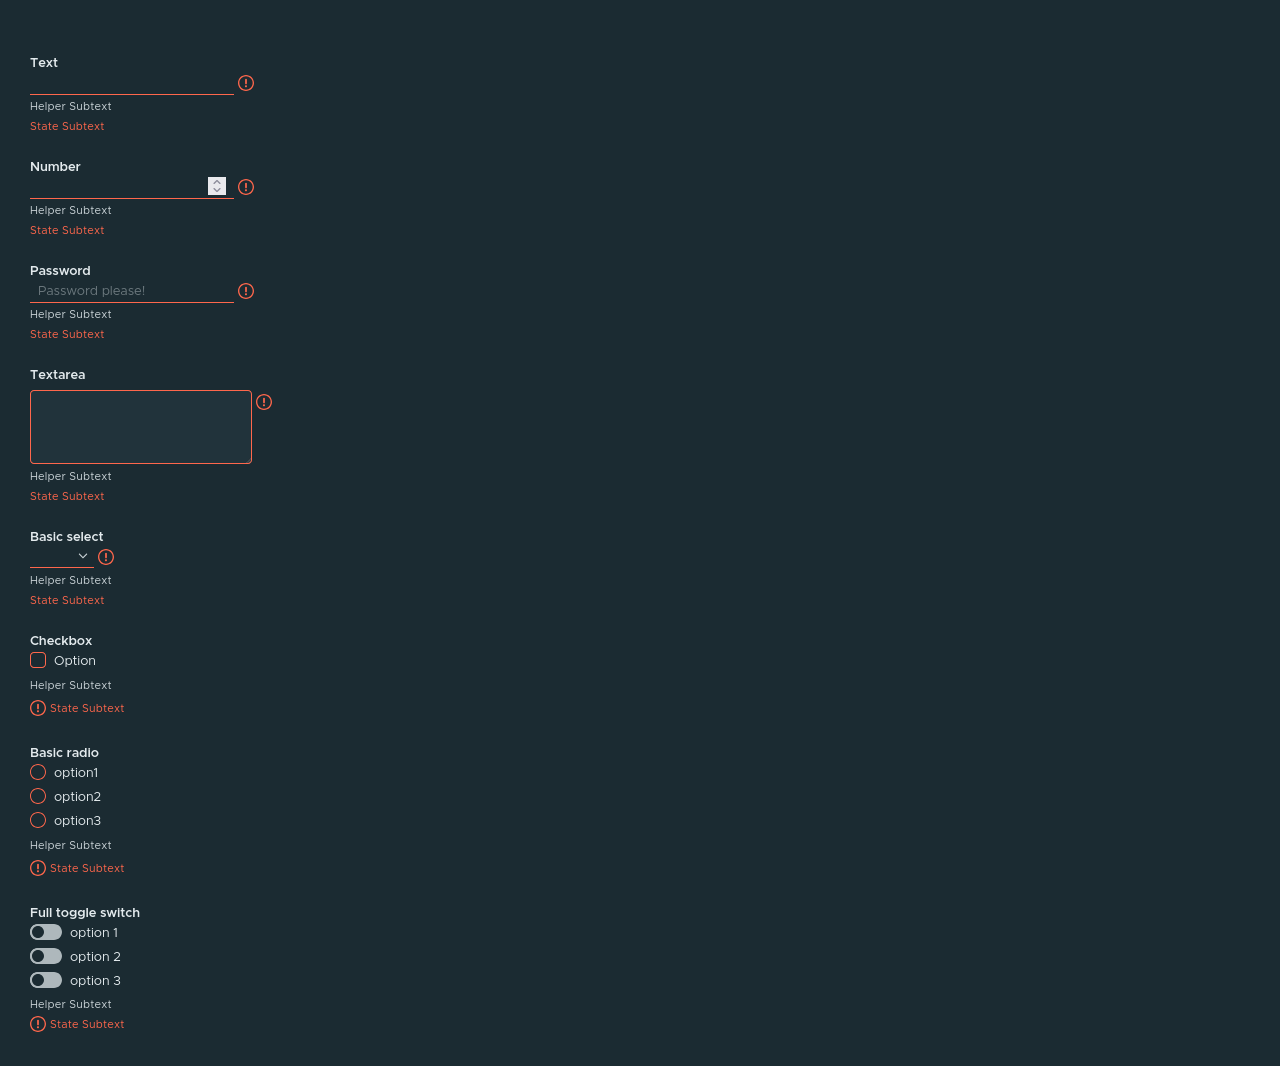 Text
Helper Subtext
State Subtext
Number
Helper Subtext
State Subtext
Password
Password please!
Helper Subtext
State Subtext
Textarea
Helper Subtext
State Subtext
Basic select
Helper Subtext
State Subtext
Checkbox
Option
Helper Subtext
State Subtext
Basic radio
option1
option2
option3
Helper Subtext
State Subtext
Full toggle switch
option 1
option 2
option 3
Helper Subtext
State Subtext